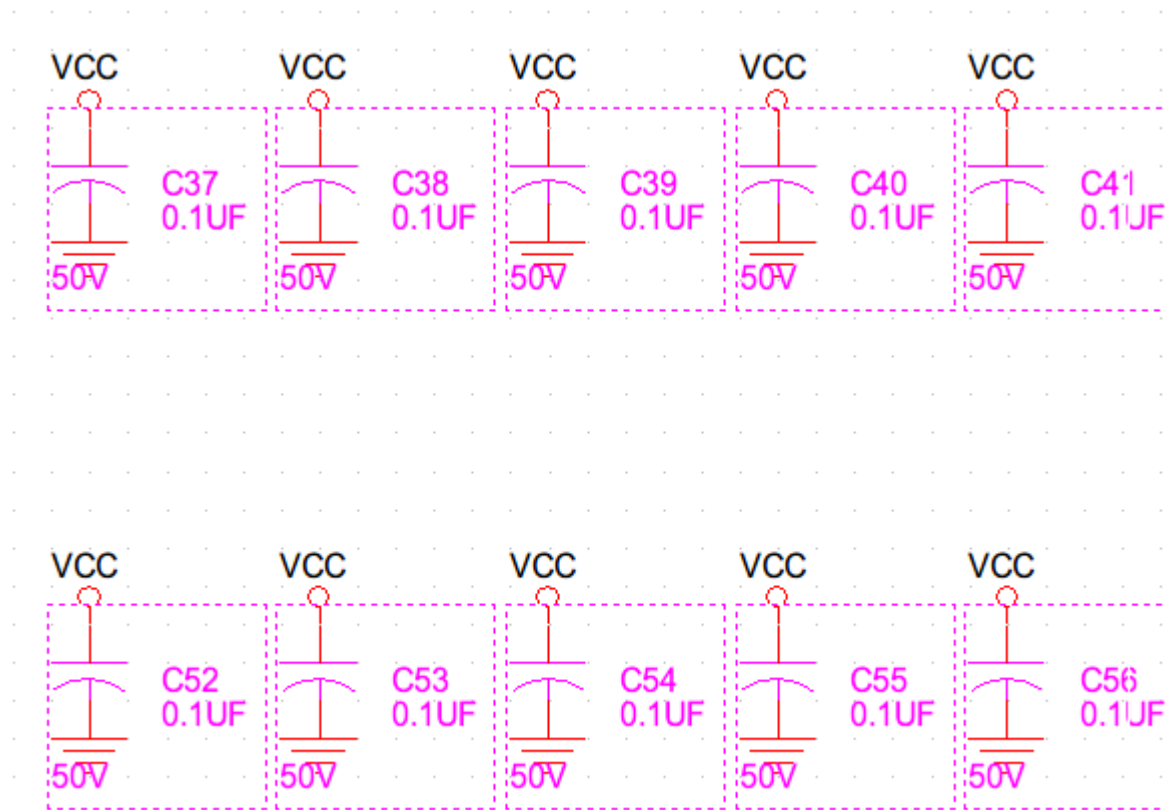 VCC VCC VCC VCC VCC
C37 C38 C39 C40 C41
0.1UF 0.1UF 0.1UF 0.1UF 0.1UF
50V 50V 50V 50V 50V
VCC VCC VCC VCC VCC
C52 C53 C54 C55 C56
0.1UF 0.1UF 0.1UF 0.1UF 0.1UF
50V 50V 50V 50V 50V